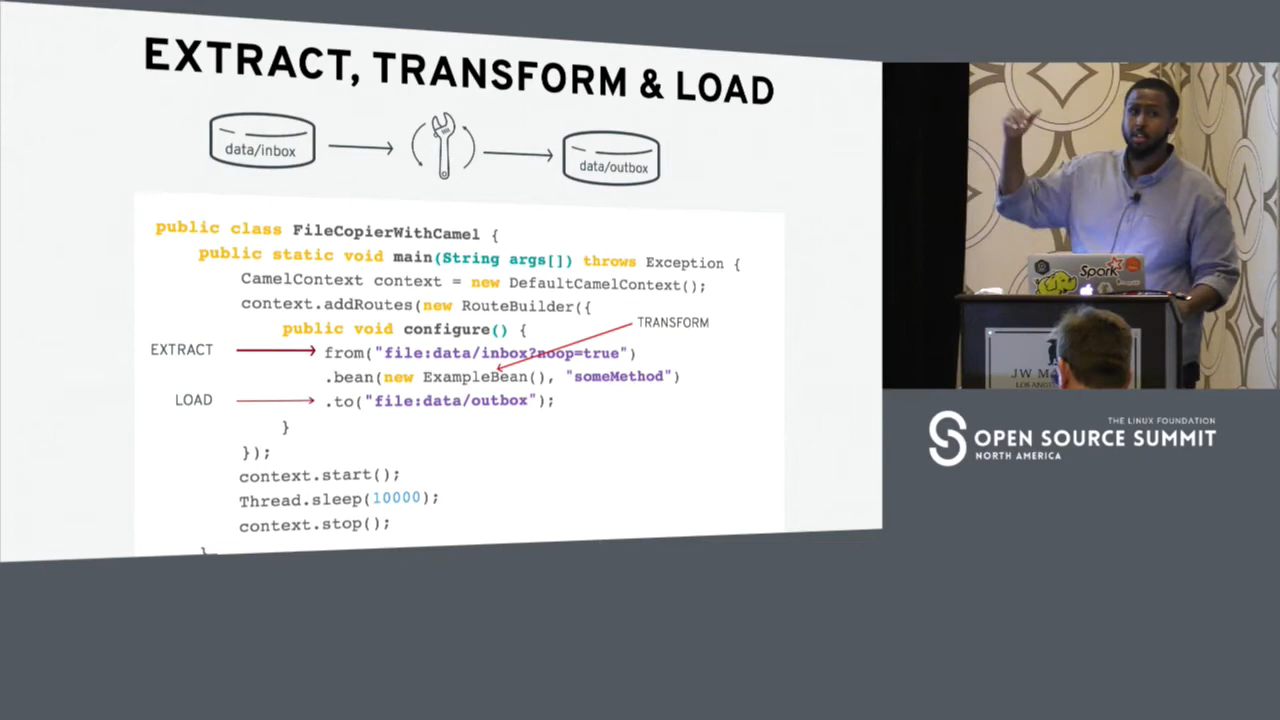 EXTRACT, TRANSFORM & LOAD
data/inbox
data/outbox
public class FileCopierWithCamel {
public static void main(String args[]) throws Exception {
CamelContext context = new DefaultCamelContext();
context.addRoutes(new RouteBuilder({
public void configure() {
TRANSFORM
EXTRACT
from("file:data/inbox?noop=true")
.bean(new ExampleBean(), "someMethod")
LOAD
.to("file:data/outbox");
}
});
context.start();
Thread.sleep(10000);
context.stop();
}
Spark
JW
LOS
THE LINUX FOUNDATION
OPEN SOURCE SUMMIT
NORTH AMERICA